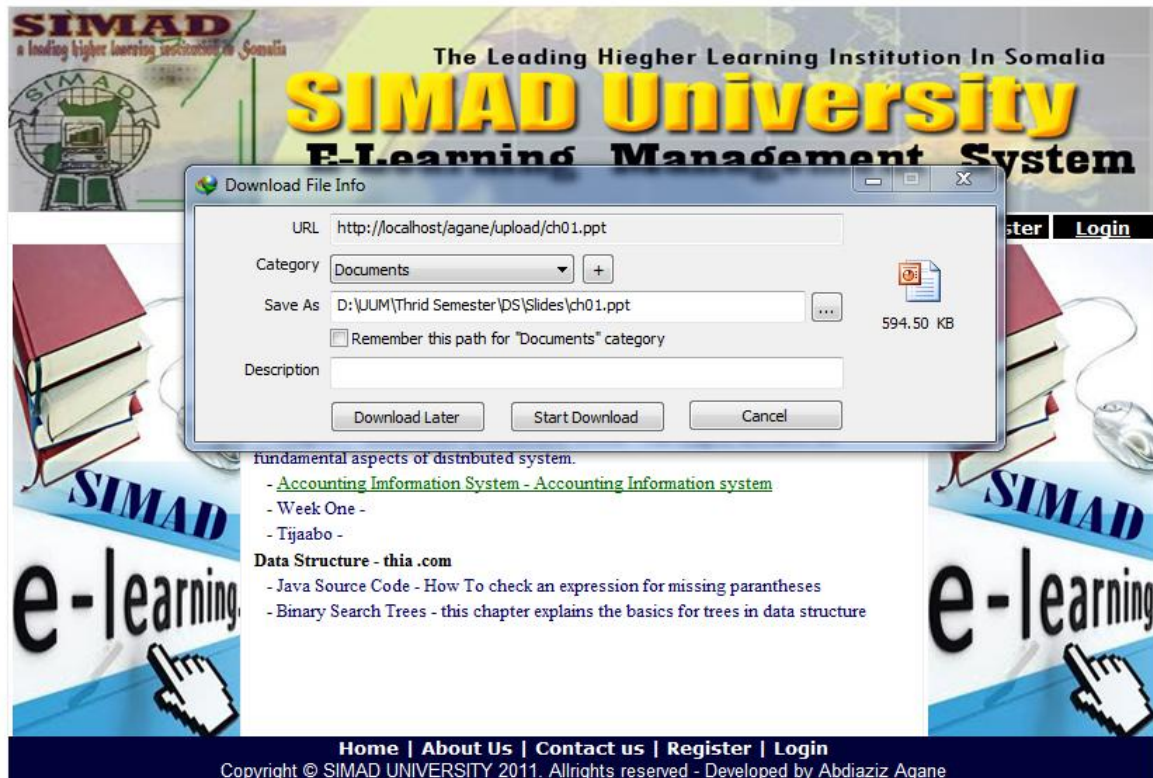 SIMAD
a leading higher learning institution in Somalia
SIMAD
The Leading Hiegher Learning Institution In Somalia
SIMAD University
E-Learning Management System
Login
Download File Info
URL http://localhost/agane/upload/ch01.ppt
Category Documents +
Save As D:\UUM\Thrid Semester\DS\Slides\ch01.ppt ...
594.50 KB
Remember this path for "Documents" category
Description
Download Later Start Download Cancel
fundamental aspects of distributed system.
- Accounting Imformation System - Accounting Information system
- Week One -
- Tijaabo -
Data Structure - thia .com
- Java Source Code - How To check an expression for missing parantheses
- Binary Search Trees - this chapter explains the basics for trees in data structure
SIMAD
e-learning
SIMAD
e-learning
Home | About Us | Contact us | Register | Login
Copyright © SIMAD UNIVERSITY 2011. Allrights reserved - Developed by Abdiaziz Agane